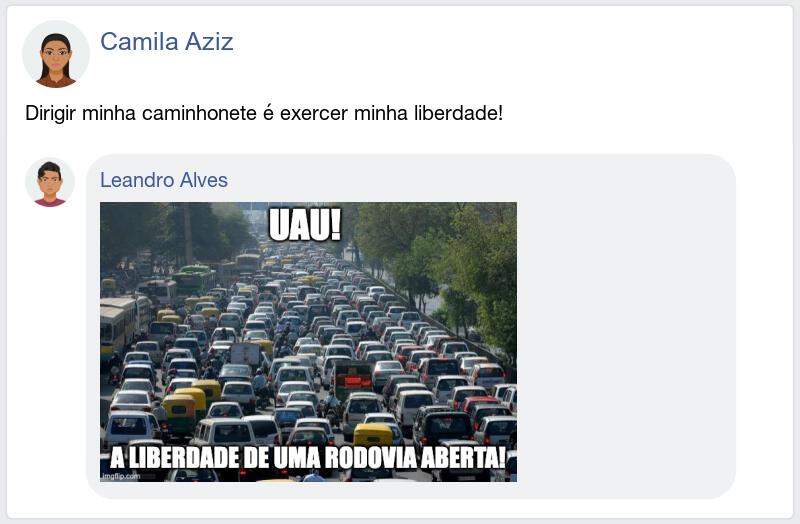 Camila Aziz
Dirigir minha caminhonete é exercer minha liberdade!
Leandro Alves
UAU!
A LIBERDADE DE UMA RODOVIA ABERTA!
imgflip.com